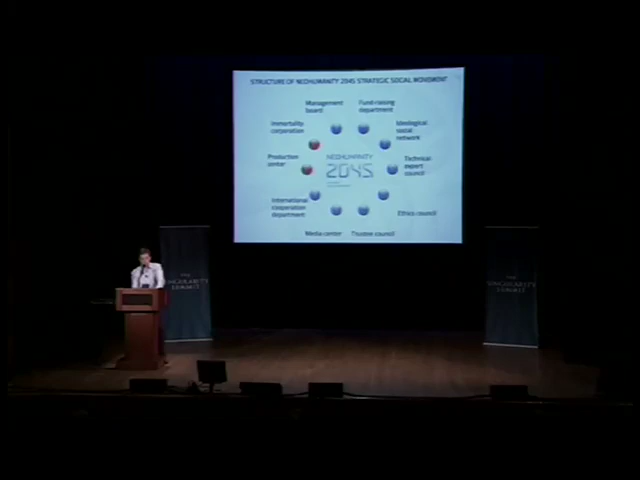 STRUCTURE OF NEOHUMANITY 2045 STRATEGIC SOCIAL MOVEMENT
Management
board
Fund-raising
department
Immortality
corporation
Ideological
social
network
Production
center
NEOHUMANITY
2045
Technical
expert
council
International
cooperation
department
Ethics council
Media center
Trustee council
THE
SINGULARITY
SUMMIT
THE
SINGULARITY
SUMMIT